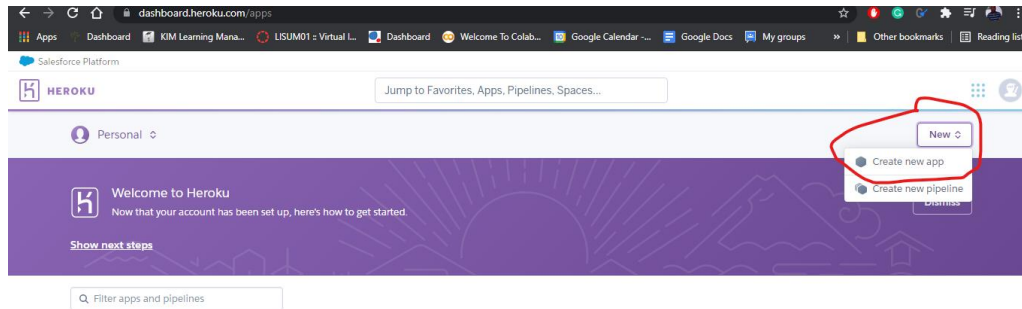 dashboard.heroku.com/apps
Apps Dashboard KIM Learning Mana... LISUM01 :: Virtual I... Dashboard Welcome To Colab... Google Calendar -... Google Docs My groups » Other bookmarks Reading list
Salesforce Platform
HEROKU Jump to Favorites, Apps, Pipelines, Spaces...
Personal New
Create new app
Create new pipeline
Welcome to Heroku
Now that your account has been set up, here's how to get started.
Dismiss
Show next steps
Filter apps and pipelines